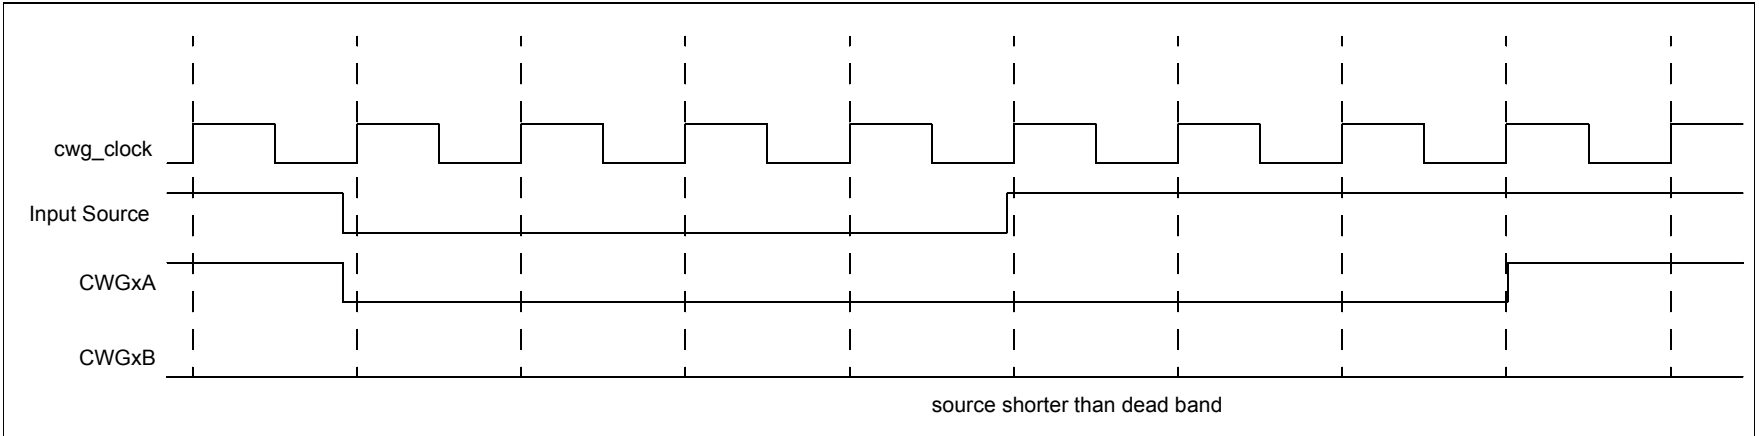 cwg_clock
Input Source
CWGxA
CWGxB
source shorter than dead band